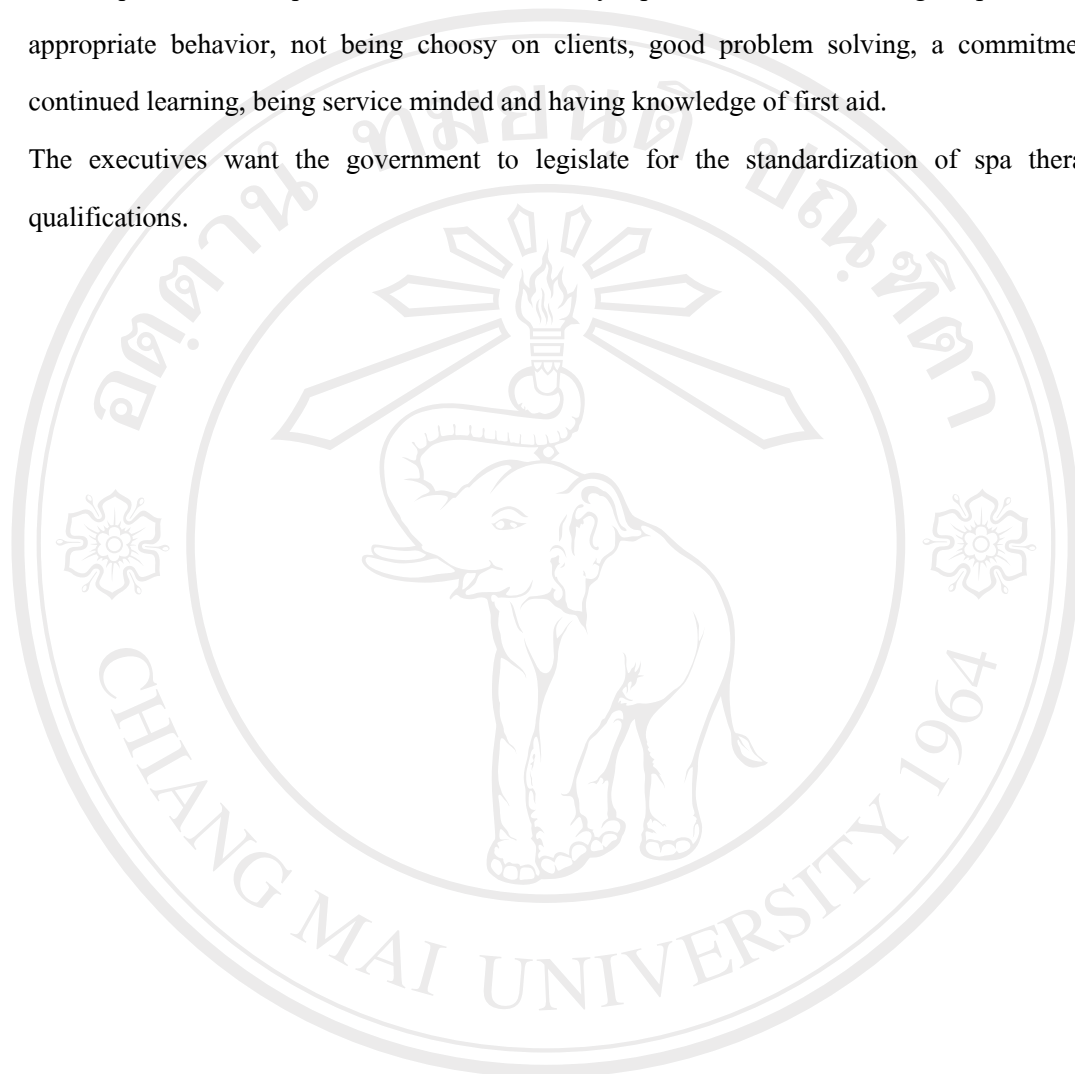 appropriate behavior, not being choosy on clients, good problem solving, a
continued learning, being service minded and having knowledge of first aid.
The executives want the government to legislate for the standardization of spa
qualifications.
CHIANG MAI UNIVERSITY 1964